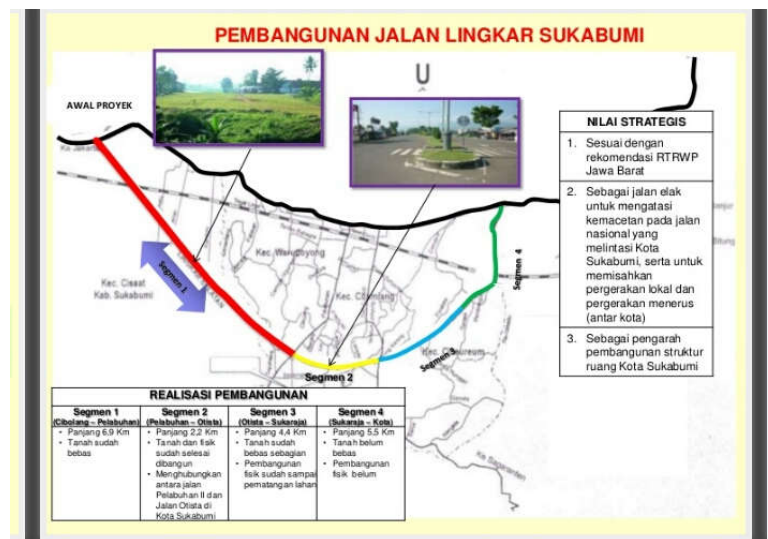 PEMBANGUNAN JALAN LINGKAR SUKABUMI
U
AWAL PROYEK
NILAI STRATEGIS
1. Sesuai dengan
rekomendasi RTRWP
Jawa Barat
2. Sebagai jalan elak
untuk mengatasi
kemacetan pada jalan
nasional yang
melintasi Kota
Sukabumi, serta untuk
memisahkan
pergerakan lokal dan
pergerakan menerus
(antar kota)
3. Sebagai pengarah
pembangunan struktur
ruang Kota Sukabumi
Segmen 1
Kec. Cisaat
Kab. Sukabumi
Segmen 4
Segmen 3
Segmen 2
REALISASI PEMBANGUNAN
Segmen 1
(Cibolang – Pelabuhan)
• Panjang 6,9 Km
• Tanah sudah
bebas
Segmen 2
(Pelabuhan – Otista)
• Panjang 2,2 Km
• Tanah dan fisik
sudah selesai
dibangun
• Menghubungkan
antara jalan
Pelabuhan II dan
Jalan Otista di
Kota Sukabumi
Segmen 3
(Otista – Sukaraja)
• Panjang 4,4 Km
• Tanah sudah
bebas sebagian
• Pembangunan
fisik sudah sampai
pematangan lahan
Segmen 4
(Sukaraja – Kota)
• Panjang 5,5 Km
• Tanah belum
bebas
• Pembangunan
fisik belum